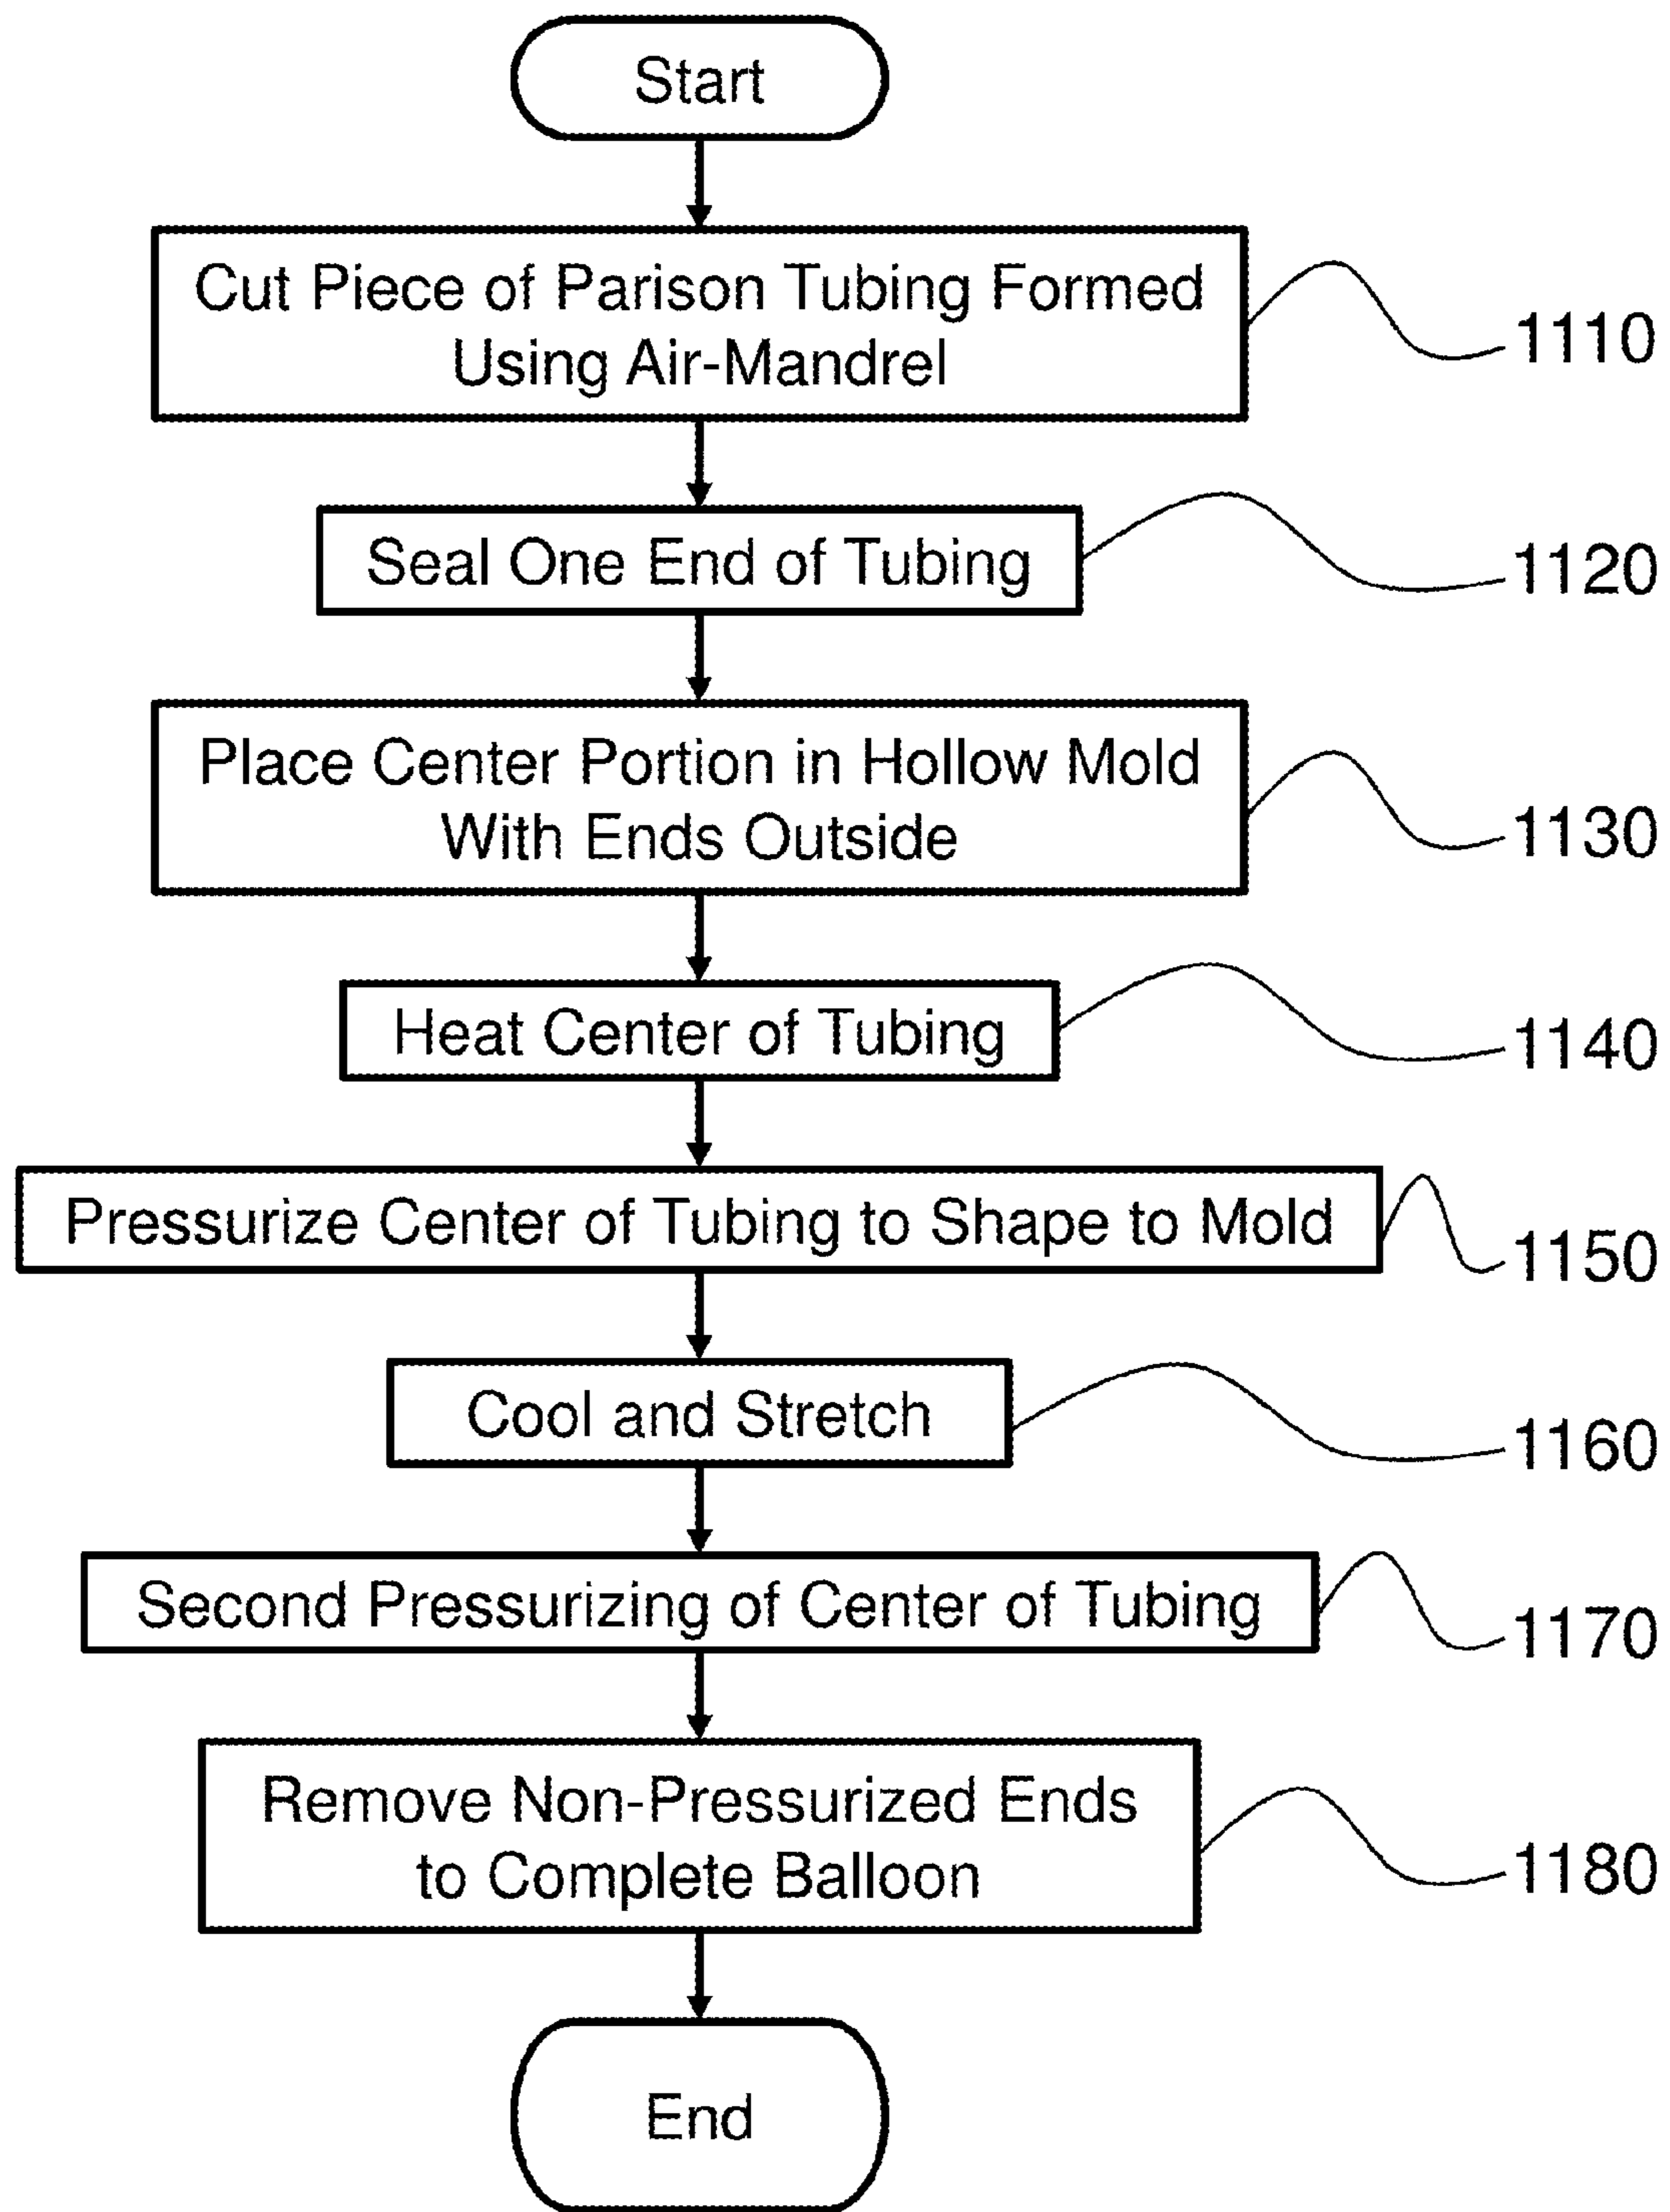 Start
Cut Piece of Parison Tubing Formed
Using Air-Mandrel
1110
Seal One End of Tubing
1120
Place Center Portion in Hollow Mold
With Ends Outside
1130
Heat Center of Tubing
1140
Pressurize Center of Tubing to Shape to Mold
1150
Cool and Stretch
1160
Second Pressurizing of Center of Tubing
1170
Remove Non-Pressurized Ends
to Complete Balloon
1180
End